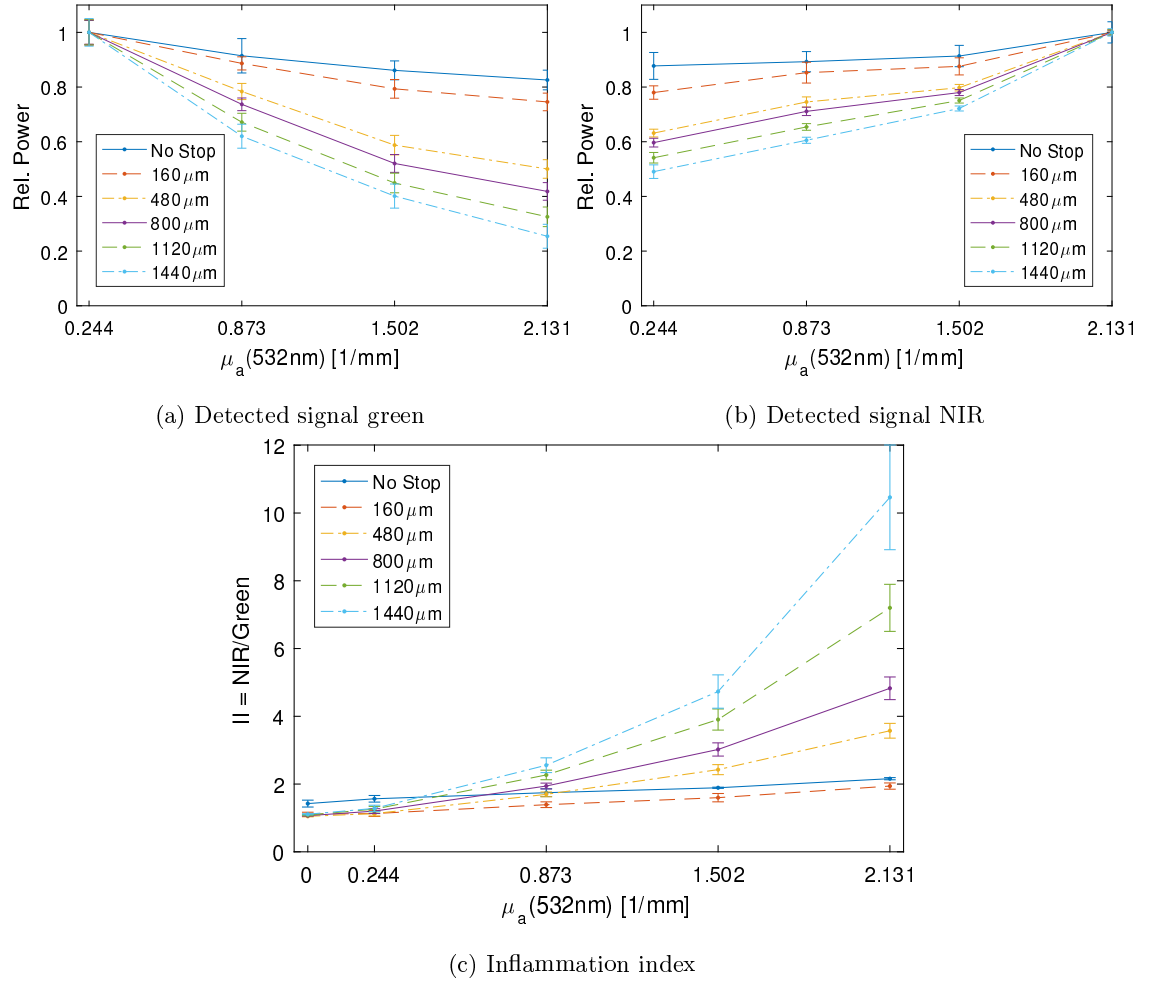 1
0.8
0.6
0.4
0.2
0
Rel. Power
No Stop
160 μm
480 μm
800 μm
1120 μm
1440 μm
0.244 0.873 1.502 2.131
μa(532nm) [1/mm]
(a) Detected signal green
1
0.8
0.6
0.4
0.2
0
Rel. Power
No Stop
160 μm
480 μm
800 μm
1120 μm
1440 μm
0.244 0.873 1.502 2.131
μa(532nm) [1/mm]
(b) Detected signal NIR
12
10
8
6
4
2
0
II = NIR/Green
No Stop
160 μm
480 μm
800 μm
1120 μm
1440 μm
0 0.244 0.873 1.502 2.131
μa(532nm) [1/mm]
(c) Inflammation index